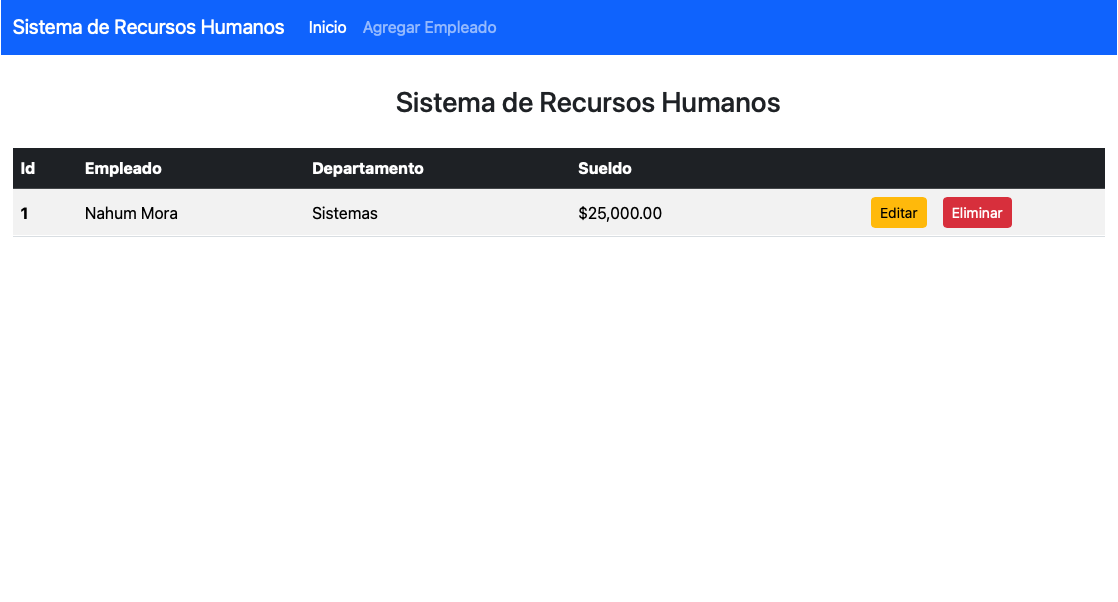 Sistema de Recursos Humanos Inicio Agregar Empleado
Sistema de Recursos Humanos
Id Empleado Departamento Sueldo
1 Nahum Mora Sistemas $25,000.00 Editar Eliminar